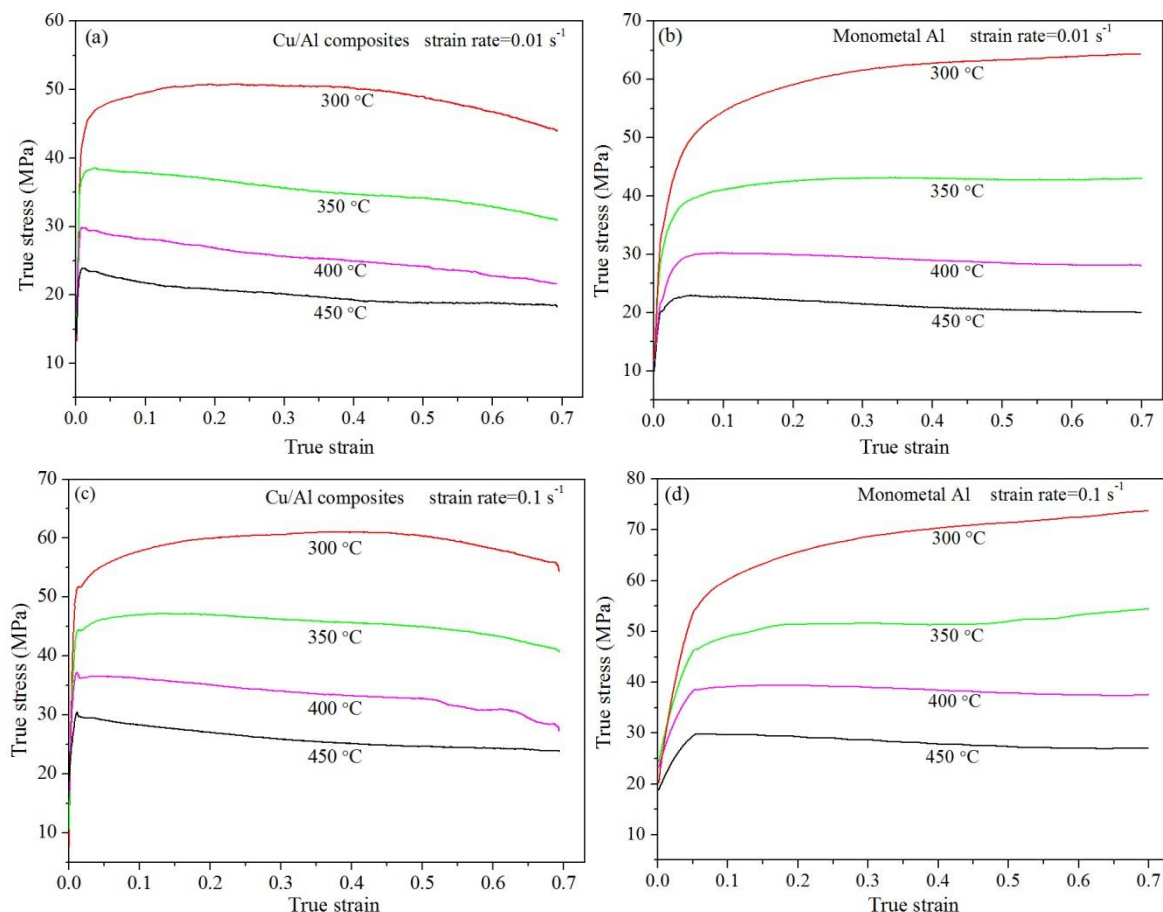 (a) Cu/Al composites strain rate=0.01 s⁻¹
60
50
40
30
20
10
True stress (MPa)
300 °C
350 °C
400 °C
450 °C
0.0 0.1 0.2 0.3 0.4 0.5 0.6 0.7
True strain
(b) Monometal Al strain rate=0.01 s⁻¹
70
60
50
40
30
20
10
True stress (MPa)
300 °C
350 °C
400 °C
450 °C
0.0 0.1 0.2 0.3 0.4 0.5 0.6 0.7
True strain
(c) Cu/Al composites strain rate=0.1 s⁻¹
70
60
50
40
30
20
10
True stress (MPa)
300 °C
350 °C
400 °C
450 °C
0.0 0.1 0.2 0.3 0.4 0.5 0.6 0.7
True strain
(d) Monometal Al strain rate=0.1 s⁻¹
80
70
60
50
40
30
20
10
True stress (MPa)
300 °C
350 °C
400 °C
450 °C
0.0 0.1 0.2 0.3 0.4 0.5 0.6 0.7
True strain